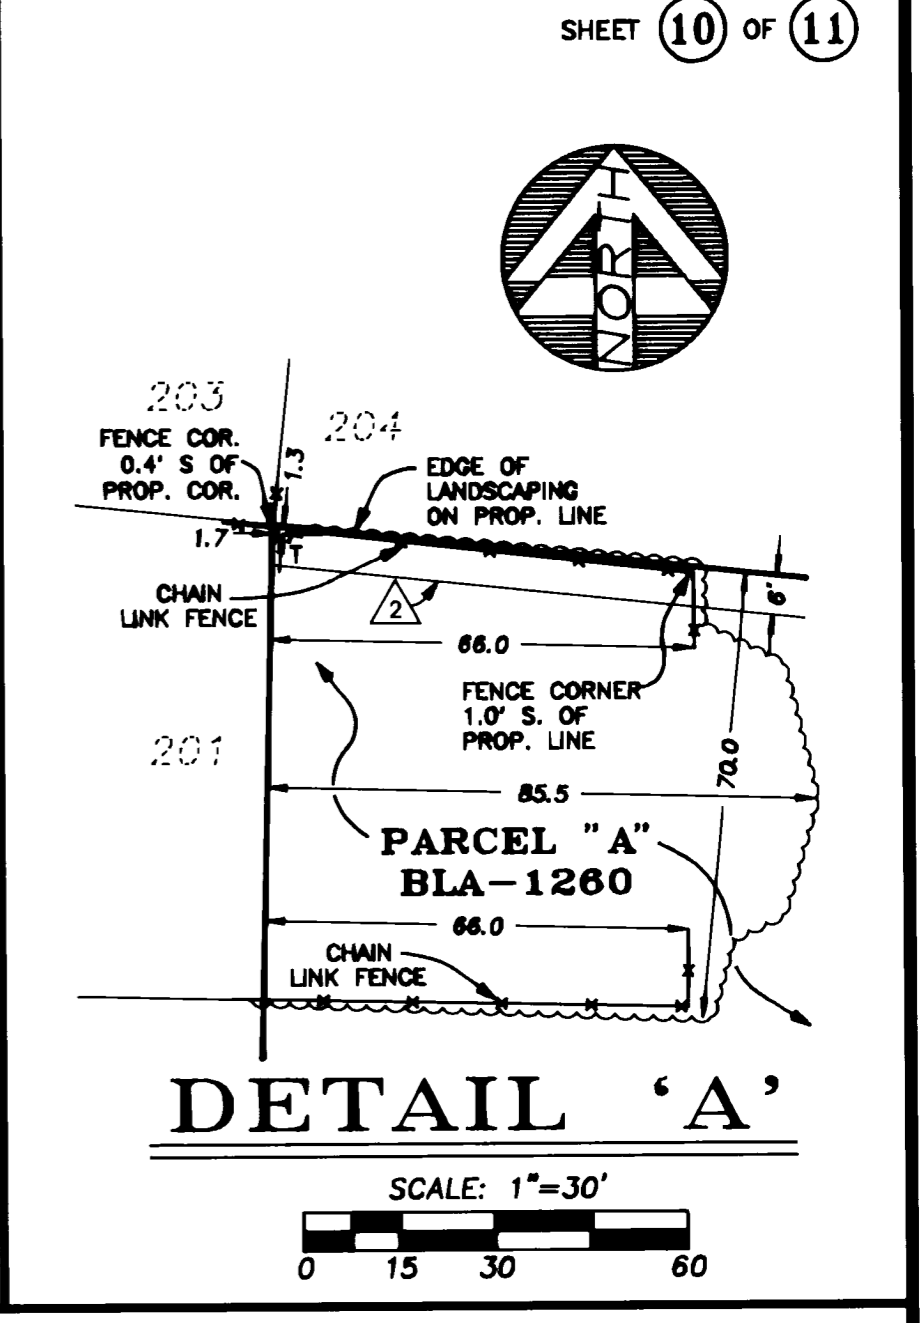 SHEET 10 OF 11
NORTH
203
204
FENCE COR.
0.4' S OF
PROP. COR.
1.3
EDGE OF
LANDSCAPING
ON PROP. LINE
1.7
T
CHAIN
LINK FENCE
2
6'
66.0
FENCE CORNER
1.0' S. OF
PROP. LINE
201
70.0
85.5
PARCEL "A"
BLA-1260
66.0
CHAIN
LINK FENCE
DETAIL 'A'
SCALE: 1"=30'
0 15 30 60